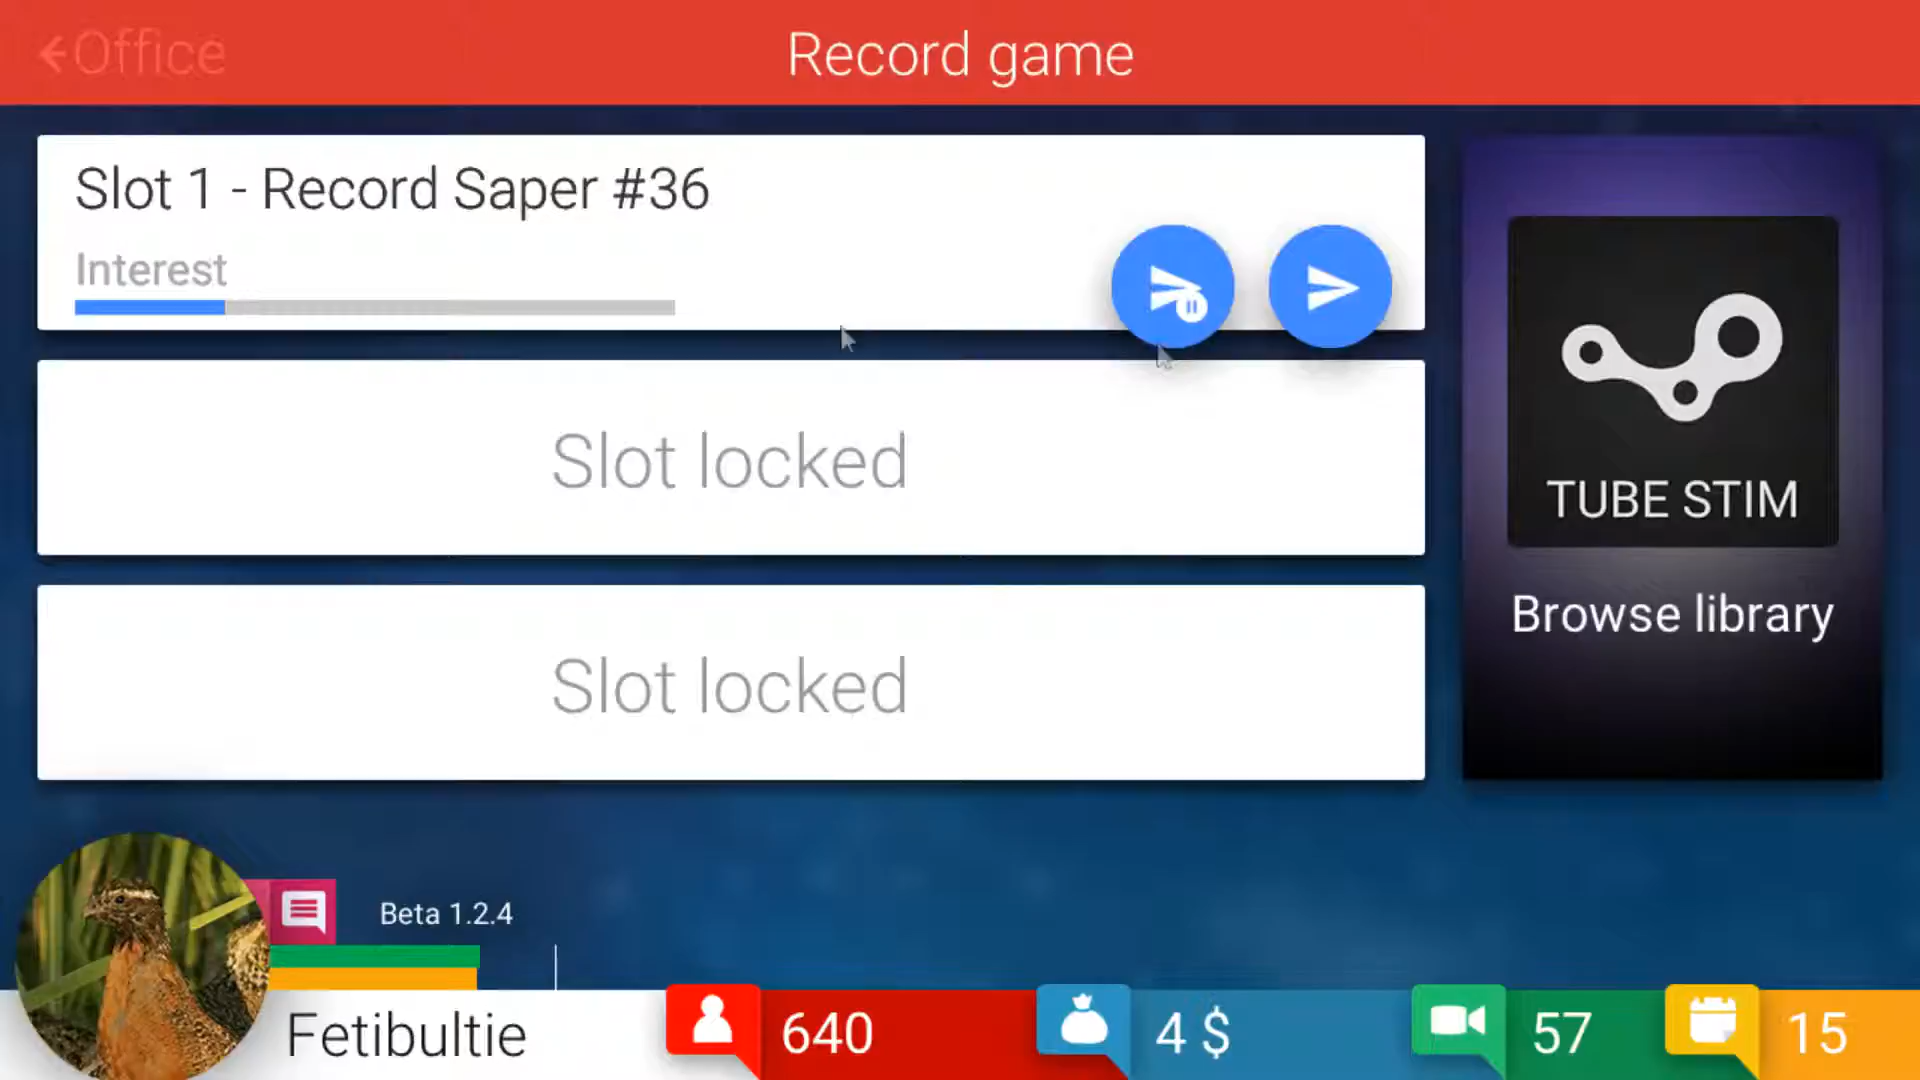 Office
Record game
Slot 1 - Record Saper #36
Interest
Slot locked
Slot locked
TUBE STIM
Browse library
Beta 1.2.4
Fetibultie
640
4 $
57
15